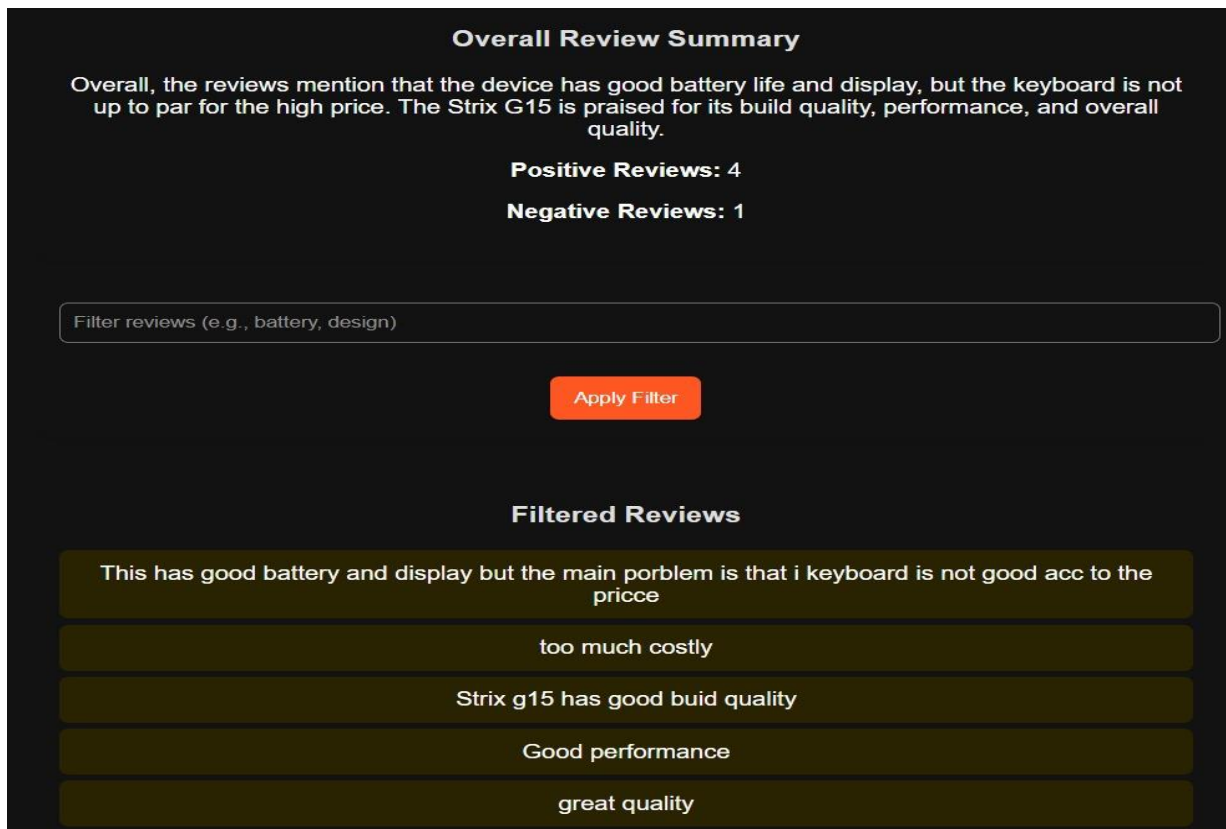 Overall Review Summary
Overall, the reviews mention that the device has good battery life and display, but the keyboard is not
up to par for the high price. The Strix G15 is praised for its build quality, performance, and overall
quality.
Positive Reviews: 4
Negative Reviews: 1
Filter reviews (e.g., battery, design)
Apply Filter
Filtered Reviews
This has good battery and display but the main porblem is that i keyboard is not good acc to the
pricce
too much costly
Strix g15 has good buid quality
Good performance
great quality